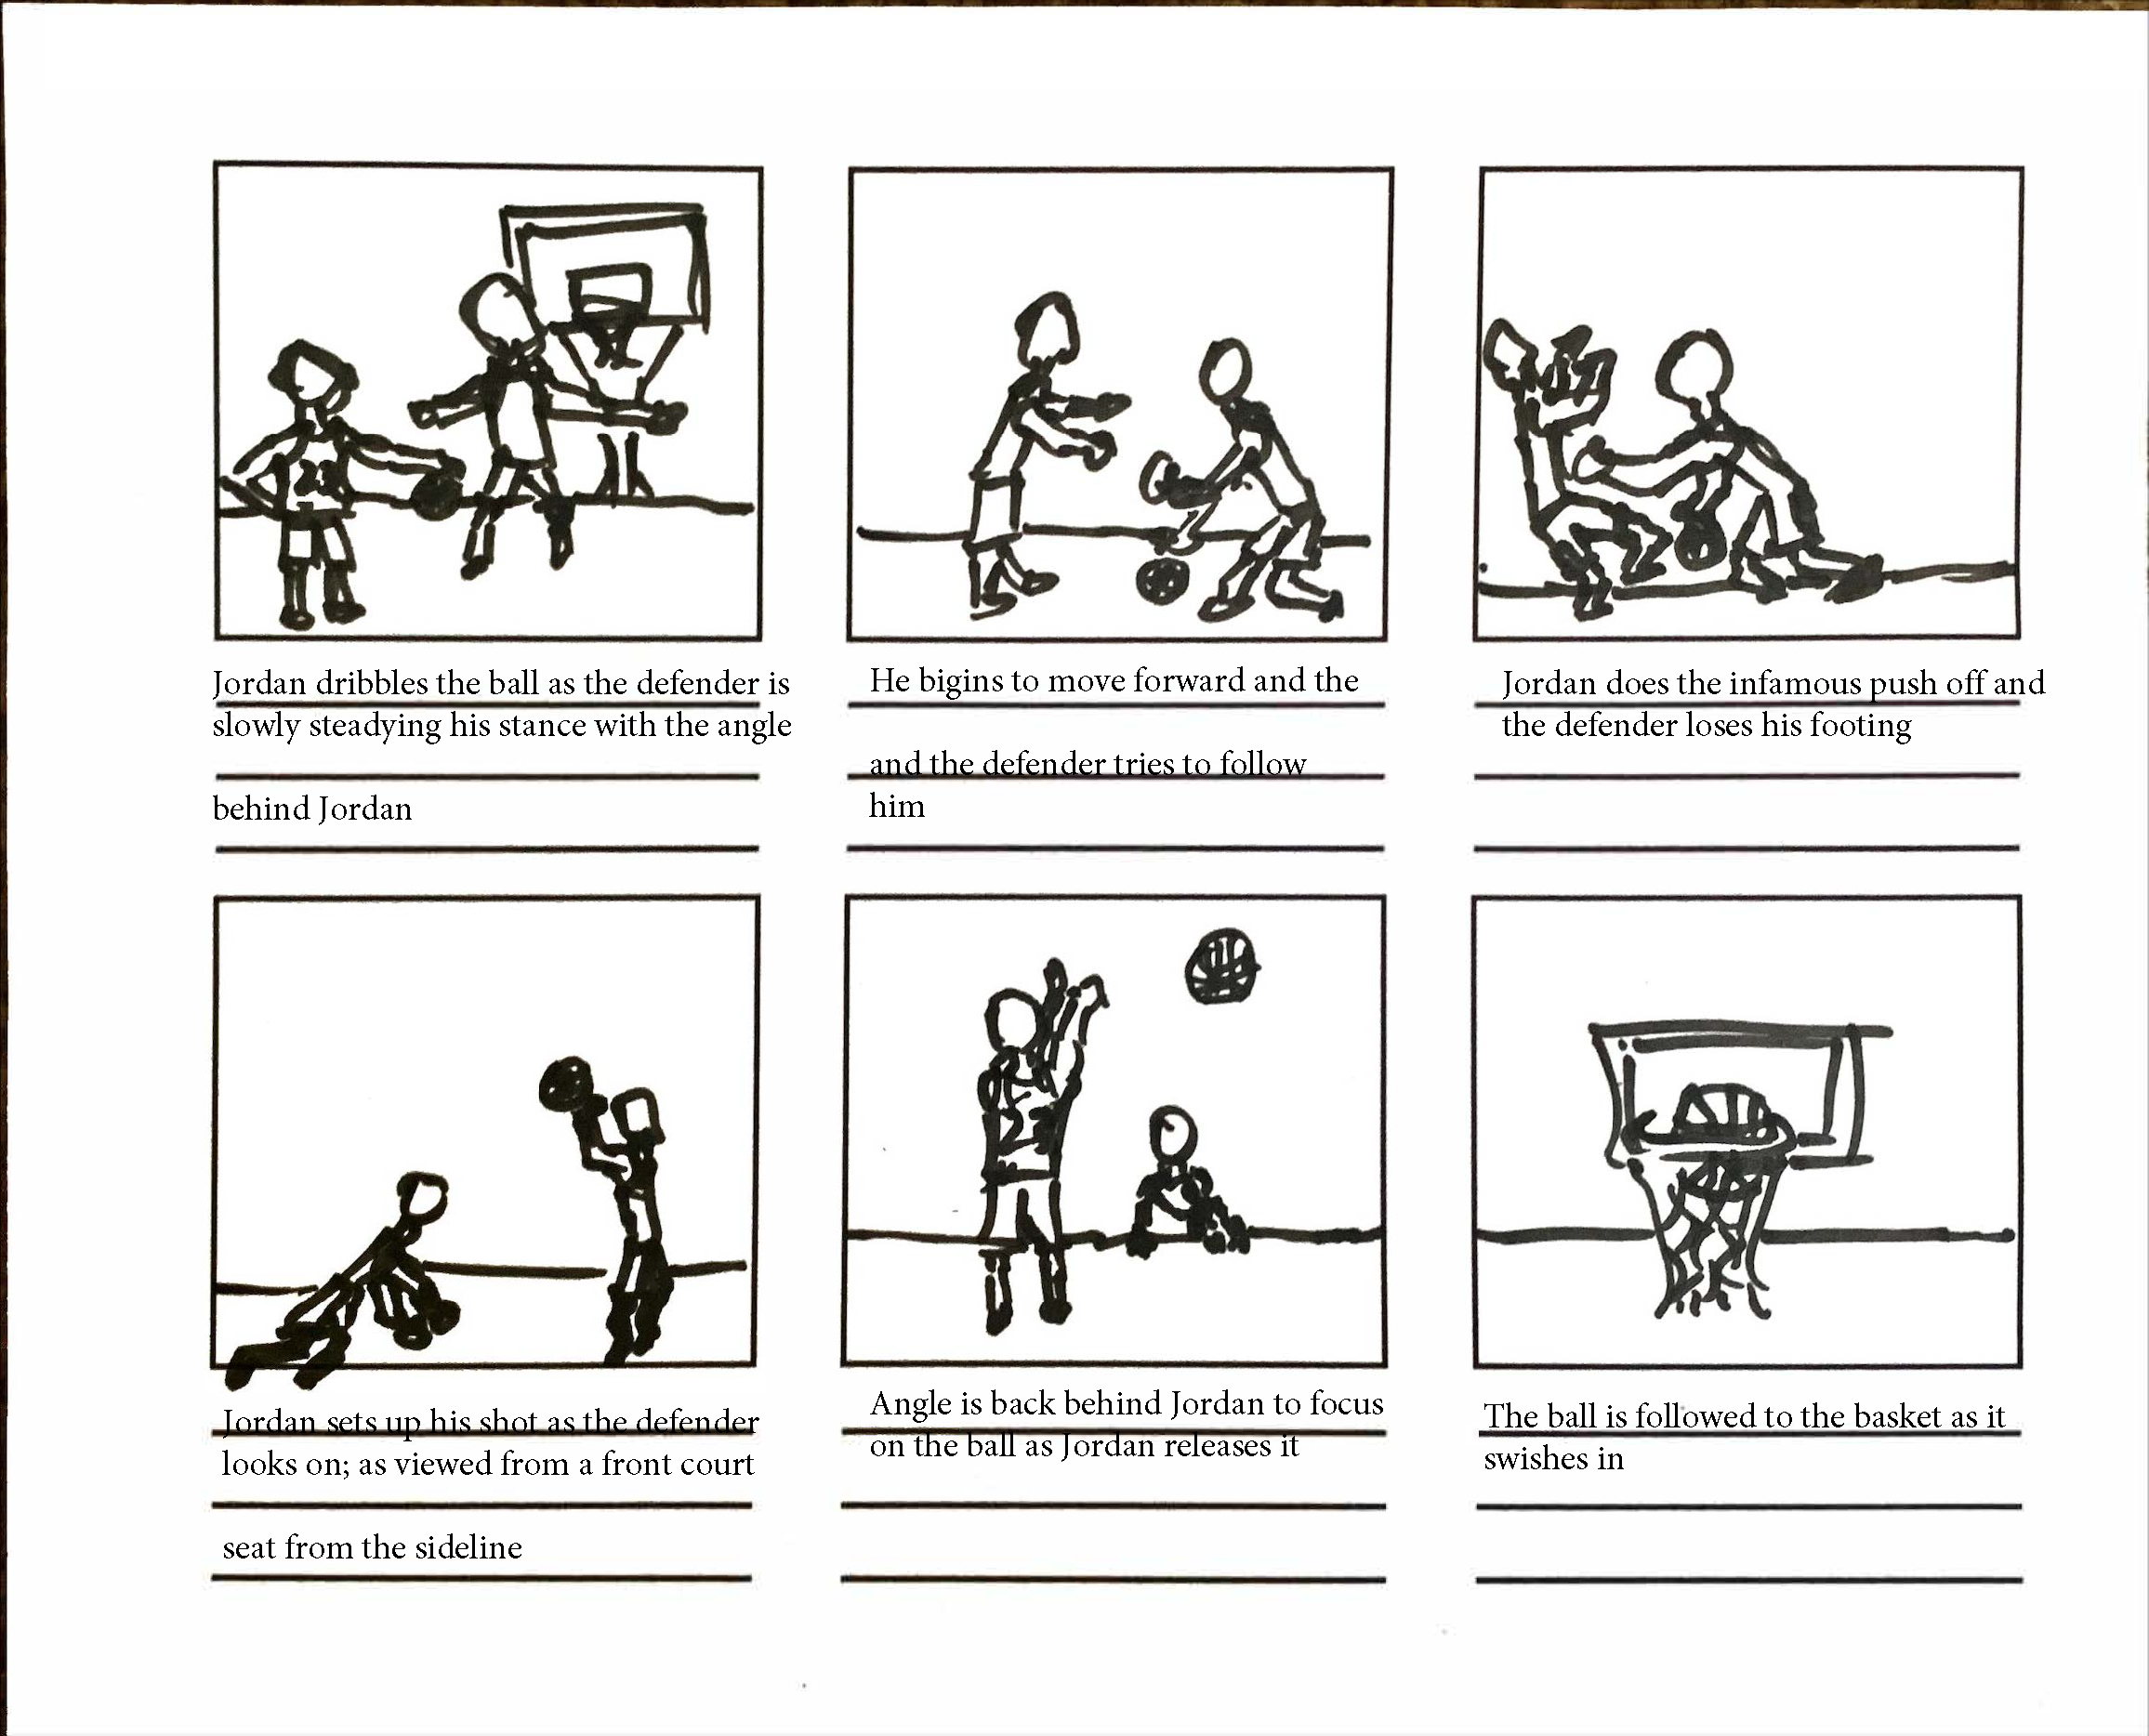 23
Jordan dribbles the ball as the defender is
slowly steadying his stance with the angle
behind Jordan
He bigins to move forward and the
and the defender tries to follow
him
Jordan does the infamous push off and
the defender loses his footing
Jordan sets up his shot as the defender
looks on; as viewed from a front court
seat from the sideline
23
Angle is back behind Jordan to focus
on the ball as Jordan releases it
The ball is followed to the basket as it
swishes in